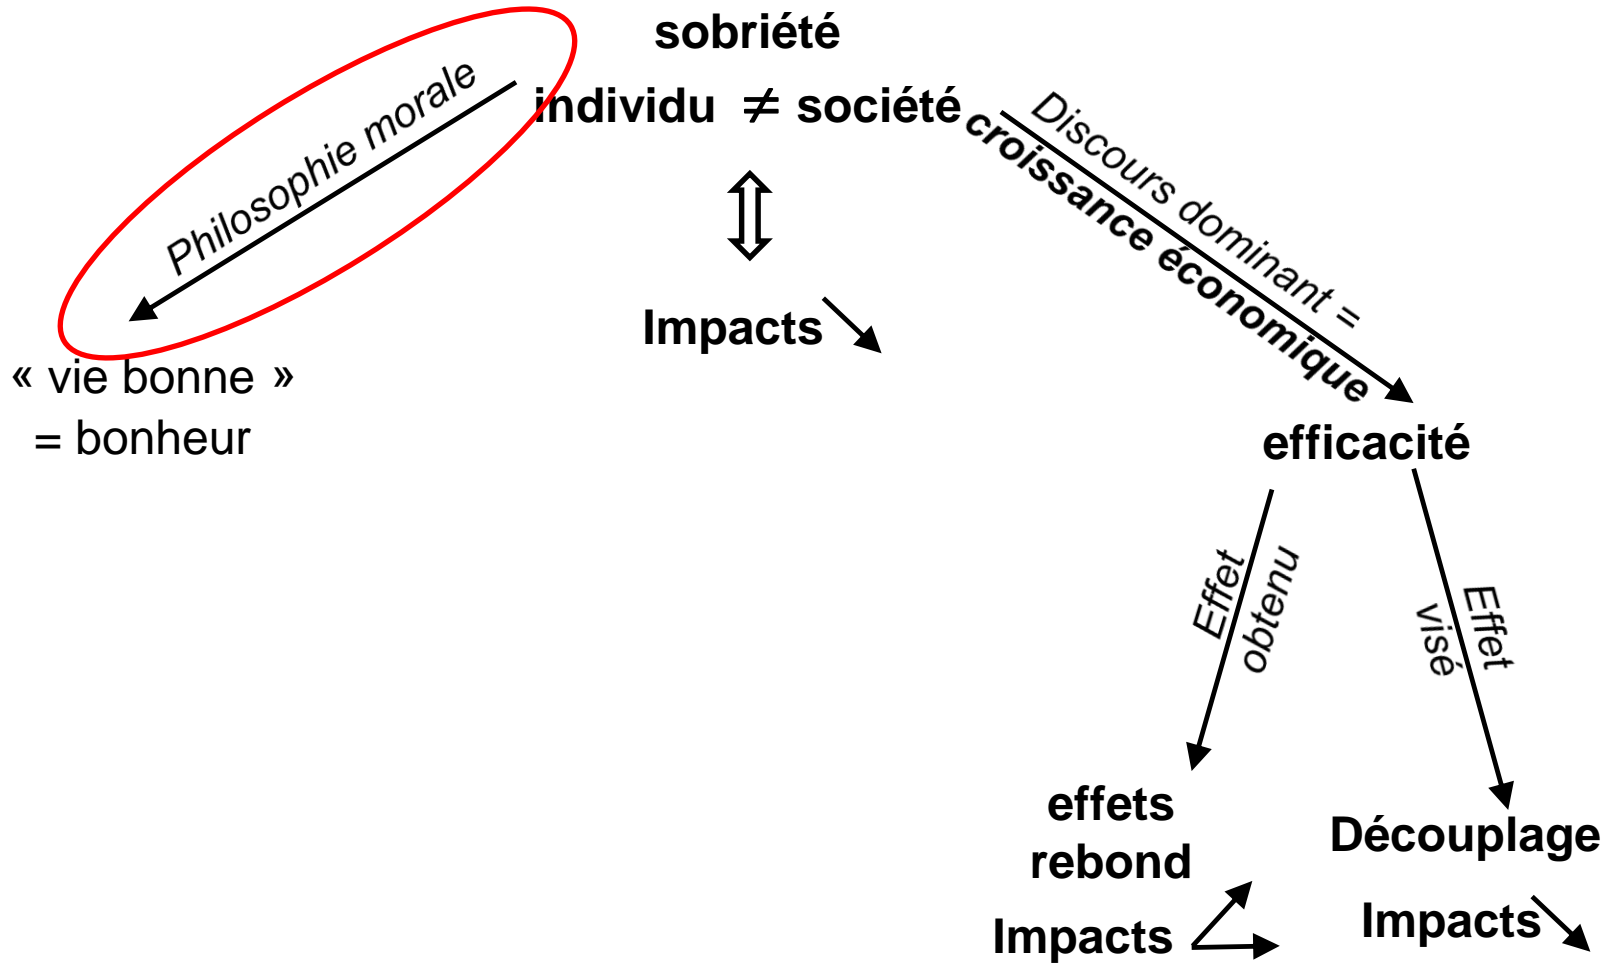 sobriété
individu ≠ société
Philosophie morale
« vie bonne »
= bonheur
Impacts
Discours dominant =
croissance économique
efficacité
Effet
obtenu
Effet
visé
effets
rebond
Impacts
Découplage
Impacts